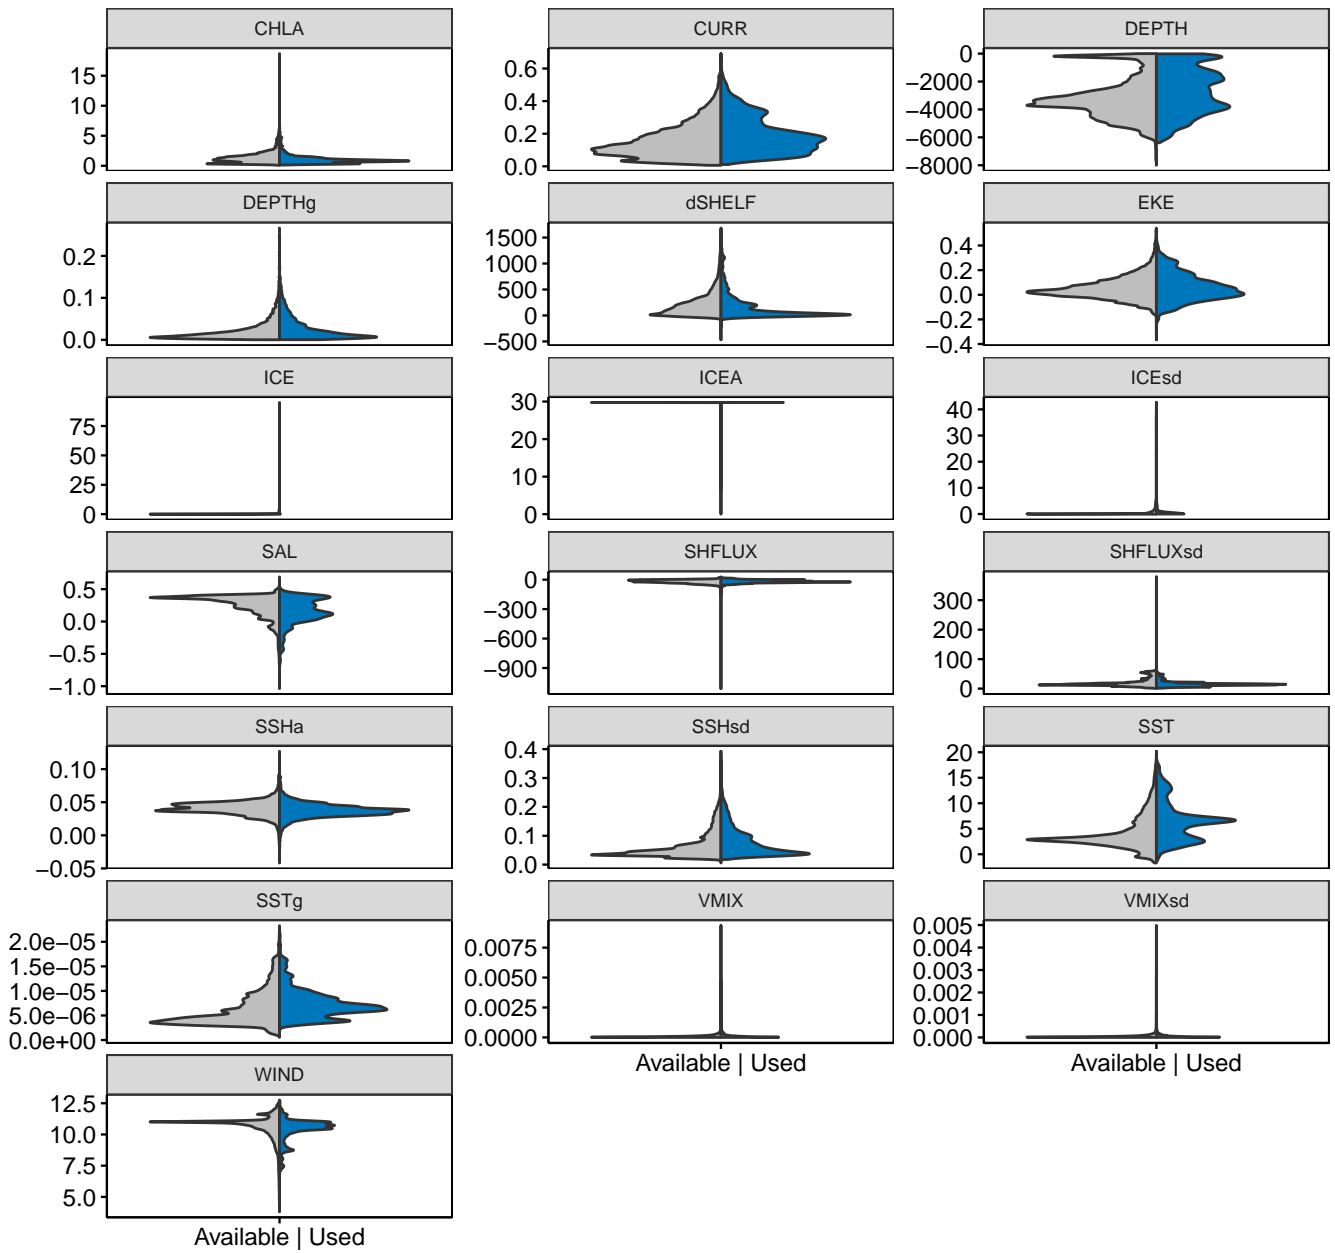 CHLA
15
10
5
0
CURR
0.6
0.4
0.2
0.0
DEPTH
0
−2000
−4000
−6000
−8000
DEPTHg
0.2
0.1
0.0
dSHELF
1500
1000
500
0
−500
EKE
0.4
0.2
0.0
−0.2
−0.4
ICE
75
50
25
0
ICEA
30
20
10
0
ICEsd
40
30
20
10
0
SAL
0.5
0.0
−0.5
−1.0
SHFLUX
0
−300
−600
−900
SHFLUXsd
300
200
100
0
SSHa
0.10
0.05
0.00
−0.05
SSHsd
0.4
0.3
0.2
0.1
0.0
SST
20
15
10
5
0
SSTg
2.0e−05
1.5e−05
1.0e−05
5.0e−06
0.0e+00
VMIX
0.0075
0.0050
0.0025
0.0000
Available | Used
VMIXsd
0.005
0.004
0.003
0.002
0.001
0.000
Available | Used
WIND
12.5
10.0
7.5
5.0
Available | Used